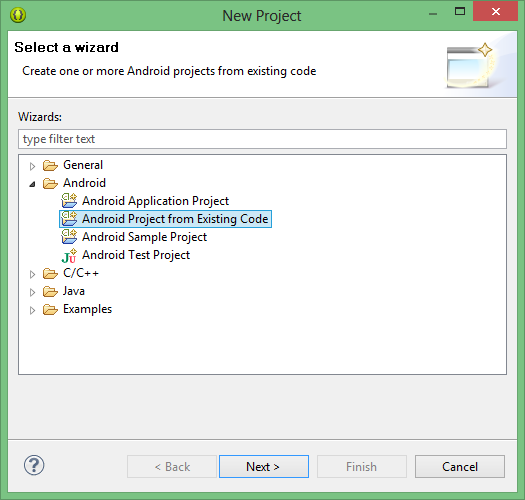 New Project
Select a wizard
Create one or more Android projects from existing code
Wizards:
type filter text
General
Android
Android Application Project
Android Project from Existing Code
Android Sample Project
Android Test Project
C/C++
Java
Examples
< Back Next > Finish Cancel